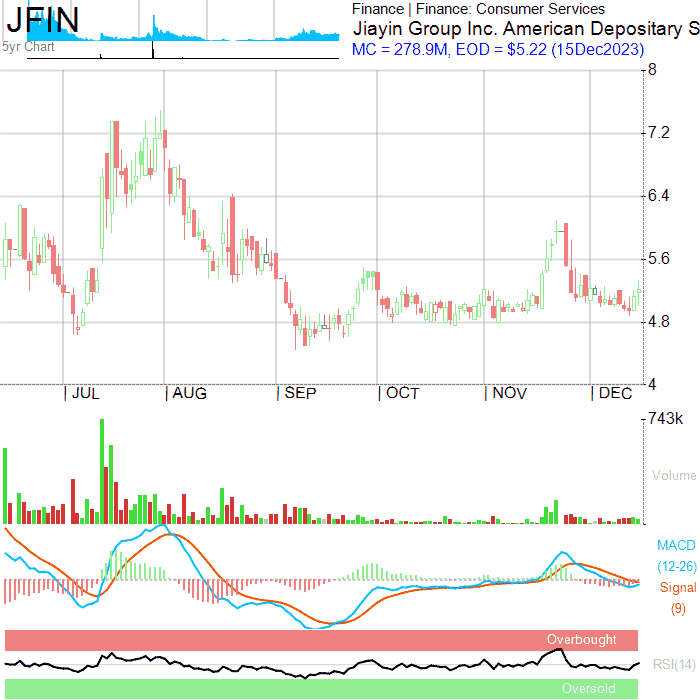 JFIN
5yr Chart
Finance | Finance: Consumer Services
Jiayin Group Inc. American Depositary S
MC = 278.9M, EOD = $5.22 (15Dec2023)
8
7.2
6.4
5.6
4.8
4
JUL
AUG
SEP
OCT
NOV
DEC
743k
Volume
MACD
(12-26)
Signal
(9)
Overbought
RSI(14)
Oversold